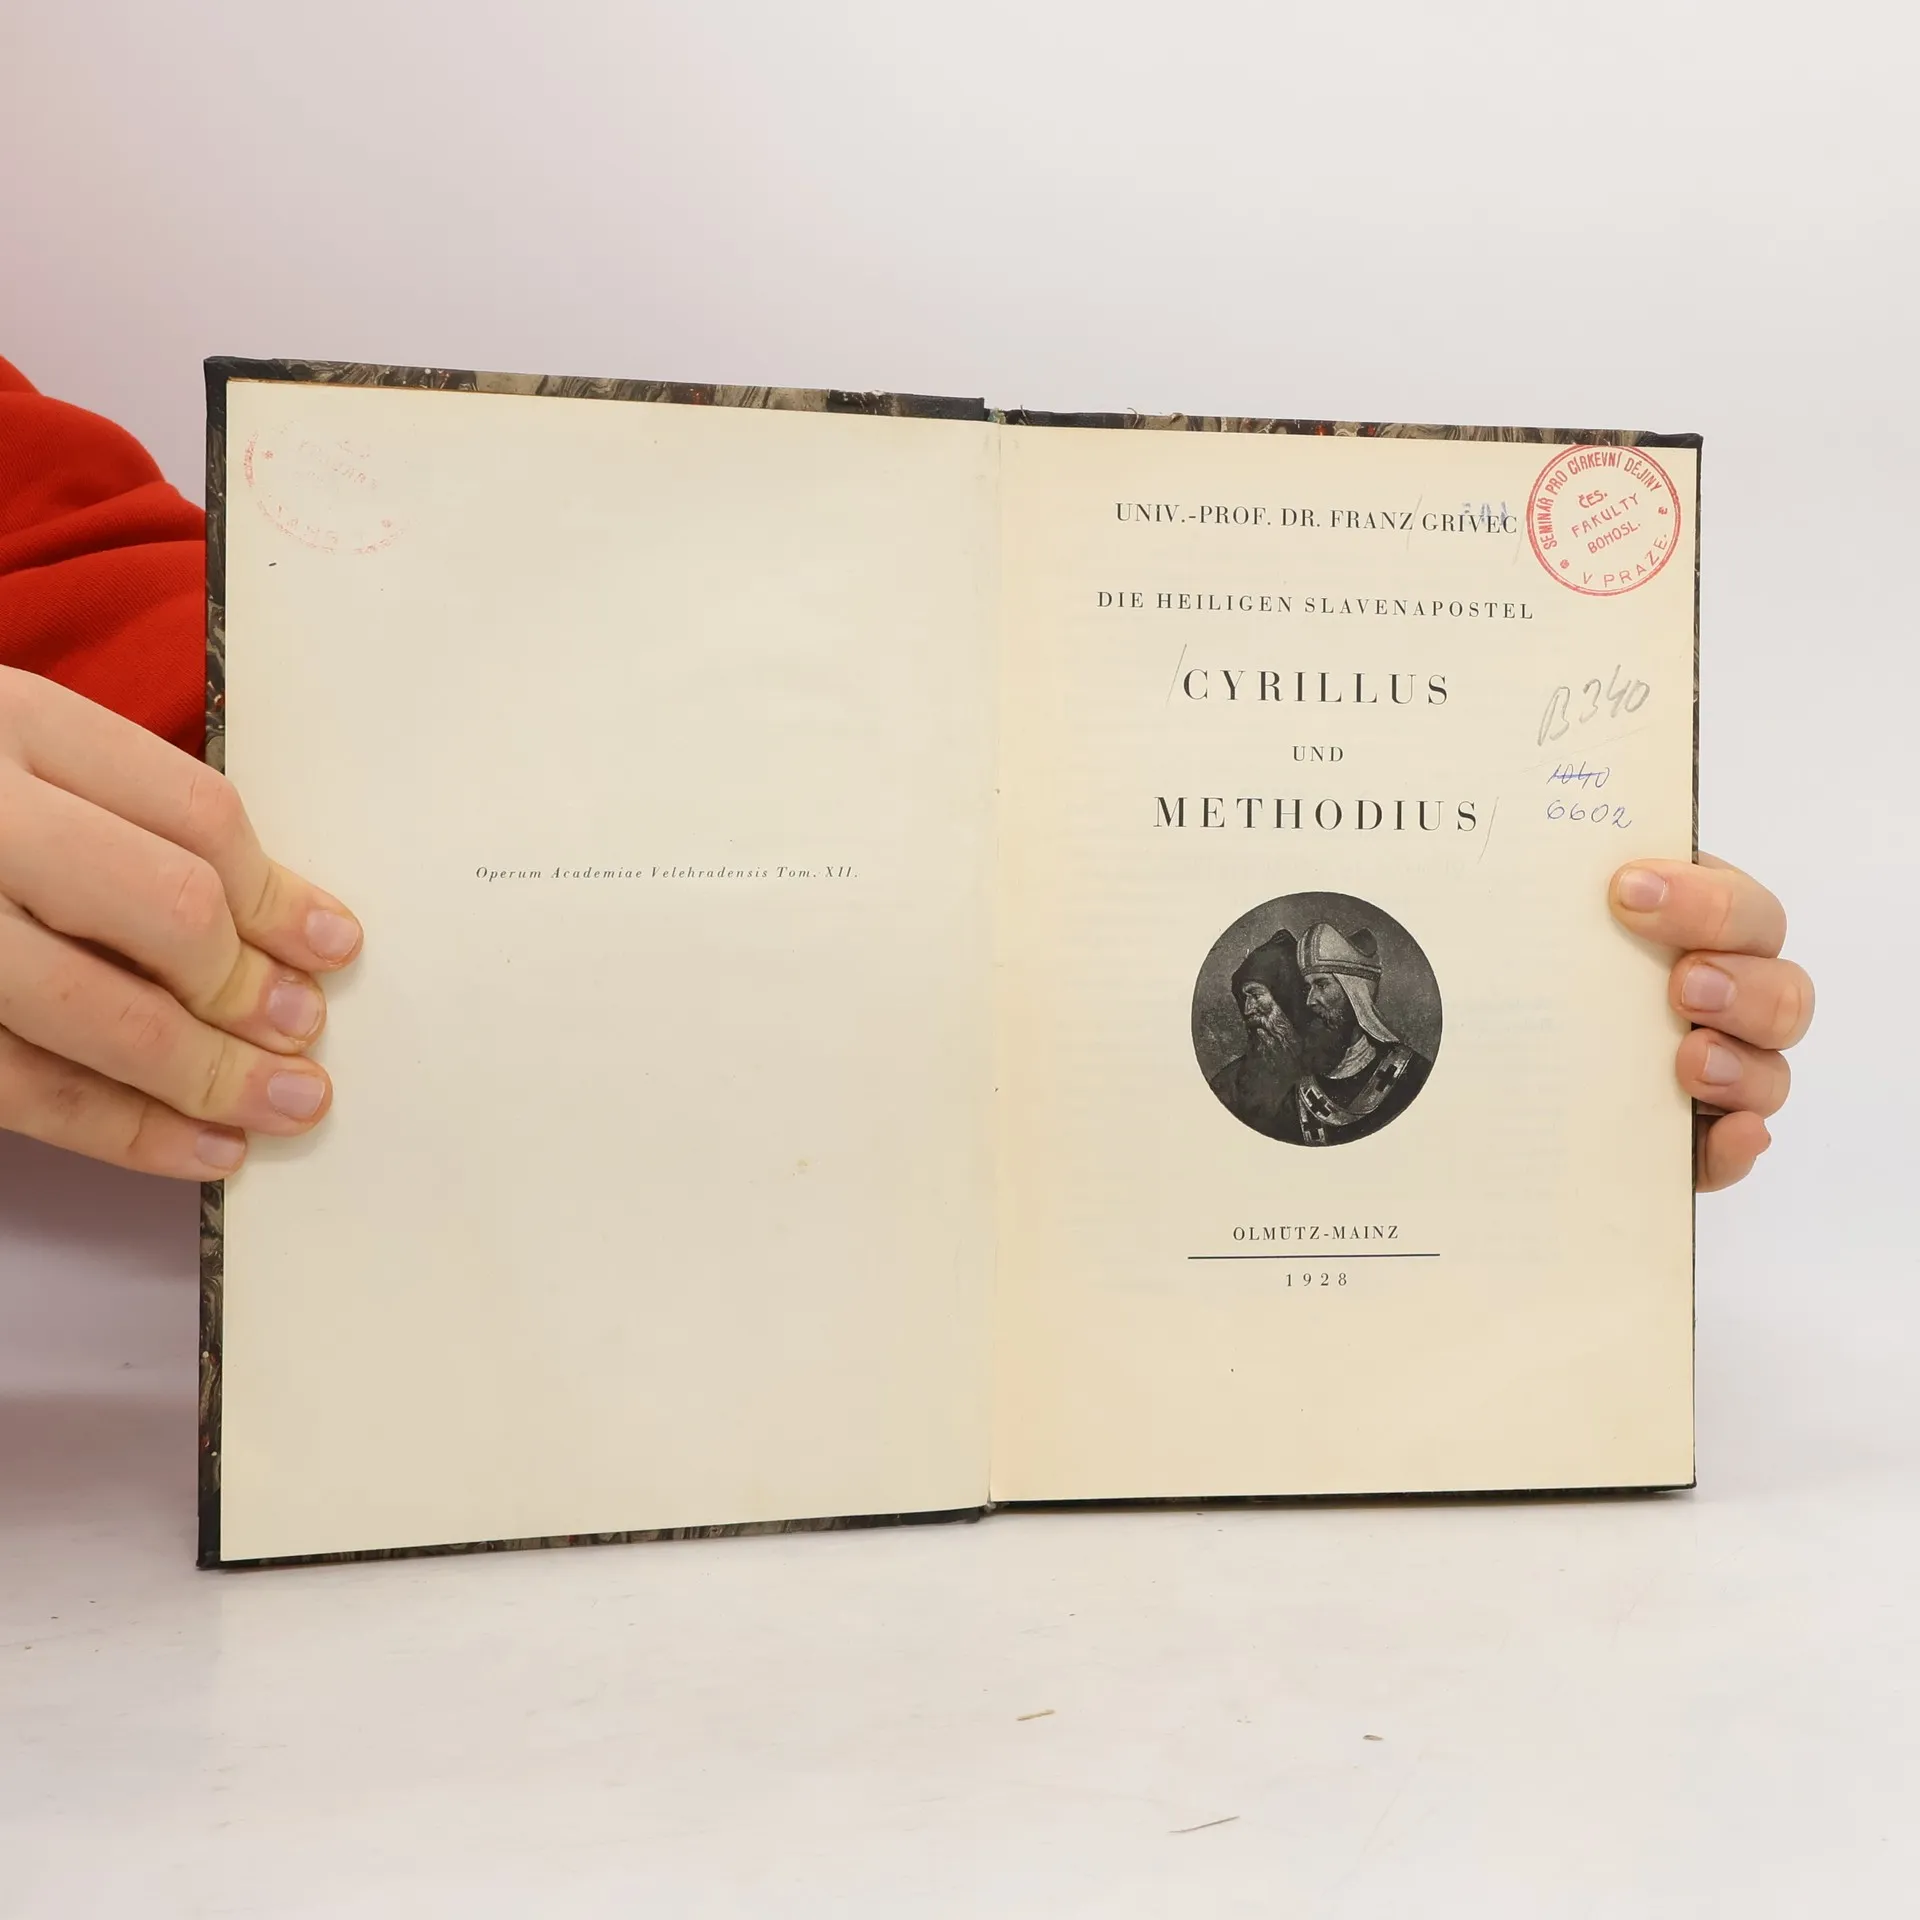 Operum Academiae Velehradensis Tom. XII.
UNIV.-PROF. DR. FRANZ GRIVEC
SEMINÁŘ PRO CÍRKEVNÍ DĚJINY
ČES.
FAKULTY
BOHOSL.
V PRAZE.
DIE HEILIGEN SLAVENAPOSTEL
CYRILLUS
UND
METHODIUS
B 340
1040
6602
OLMÜTZ-MAINZ
1928